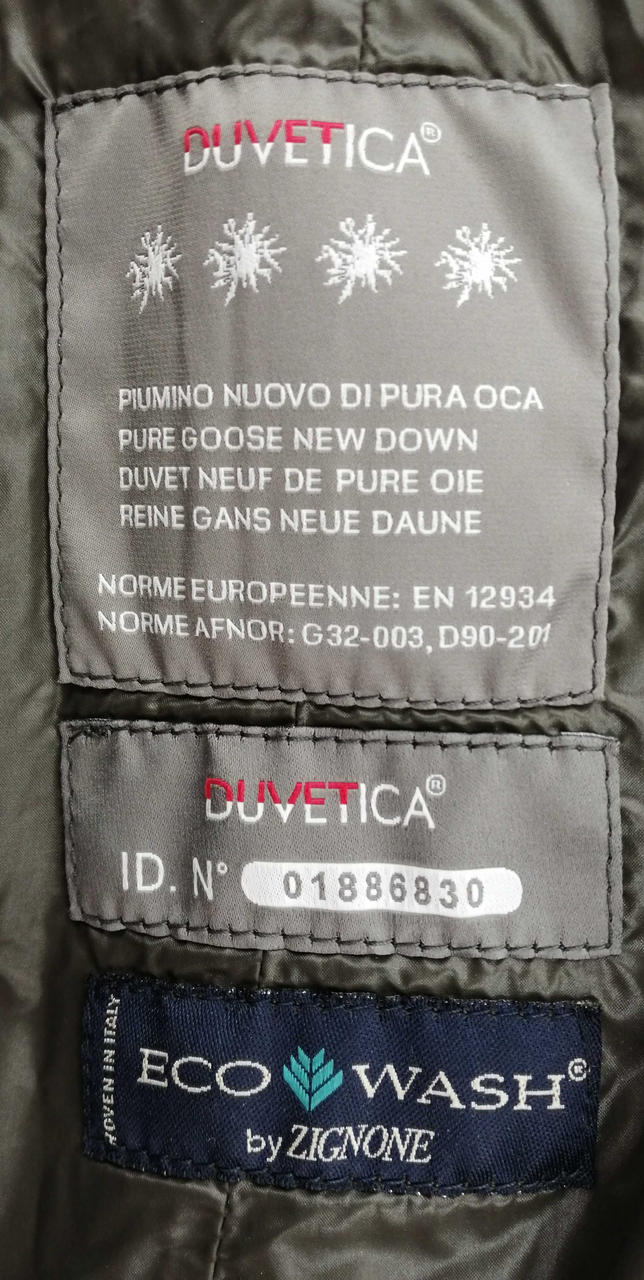 DUVETICA®
PIUMINO NUOVO DI PURA OCA
PURE GOOSE NEW DOWN
DUVET NEUF DE PURE OIE
REINE GANS NEUE DAUNE
NORME EUROPEENNE: EN 12934
NORME AFNOR: G32-003, D90-201
DUVETICA®
ID. N° 01886830
OVEN IN ITALY
ECO WASH®
by ZIGNONE